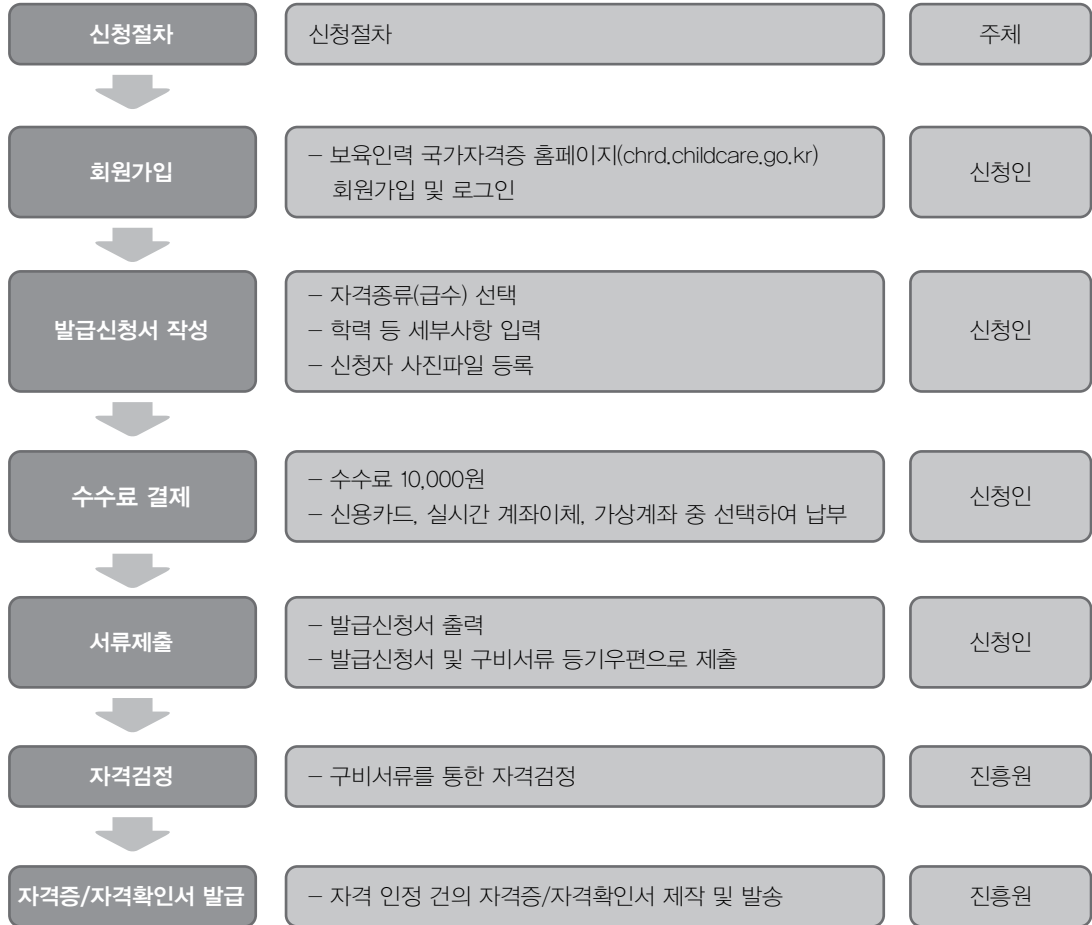 신청절차 신청절차 주체
회원가입
– 보육인력 국가자격증 홈페이지(chrd.childcare.go.kr)
회원가입 및 로그인
신청인
발급신청서 작성
– 자격종류(급수) 선택
– 학력 등 세부사항 입력
– 신청자 사진파일 등록
신청인
수수료 결제
– 수수료 10,000원
– 신용카드, 실시간 계좌이체, 가상계좌 중 선택하여 납부
신청인
서류제출
– 발급신청서 출력
– 발급신청서 및 구비서류 등기우편으로 제출
신청인
자격검정 – 구비서류를 통한 자격검정 진흥원
자격증/자격확인서 발급 – 자격 인정 건의 자격증/자격확인서 제작 및 발송 진흥원